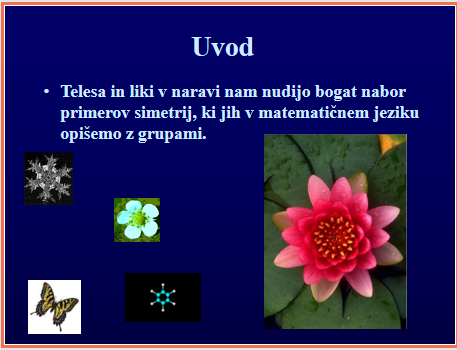 Uvod
• Telesa in liki v naravi nam nudijo bogat nabor
primerov simetrij, ki jih v matematičnem jeziku
opišemo z grupami.